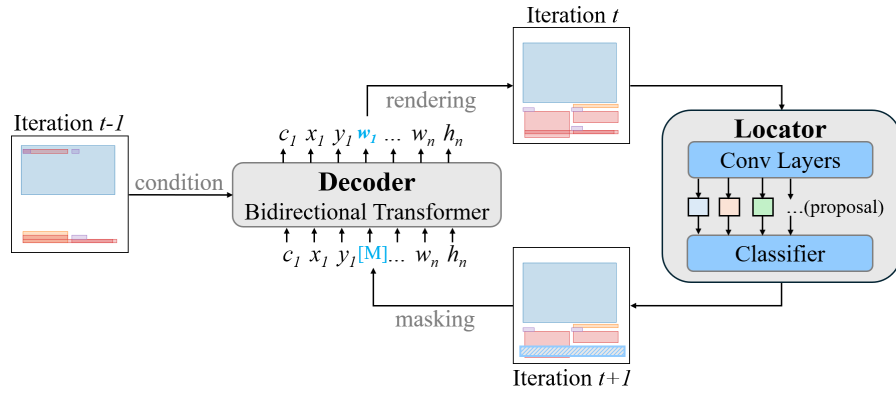 Iteration t
rendering
Iteration t-1
c1 x1 y1 w1 ... wn hn
Locator
Conv Layers
condition
Decoder
Bidirectional Transformer
...(proposal)
Classifier
c1 x1 y1 [M] ... wn hn
masking
Iteration t+1